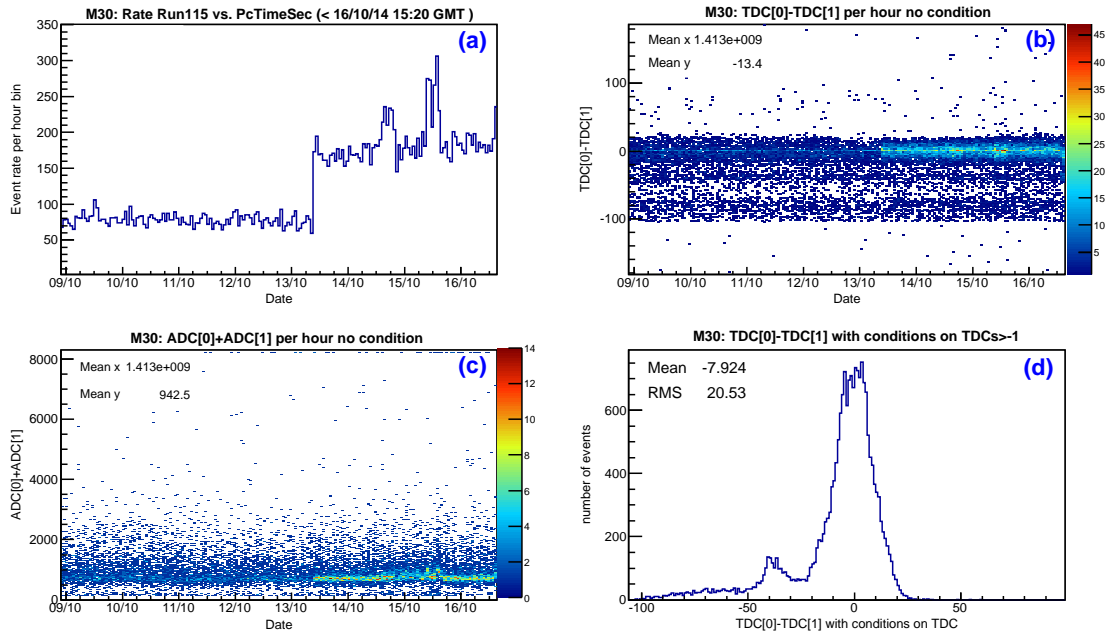 M30: Rate Run115 vs. PcTimeSec (< 16/10/14 15:20 GMT )
(a)
Event rate per hour bin
350
300
250
200
150
100
50
0
09/10 10/10 11/10 12/10 13/10 14/10 15/10 16/10
Date
M30: TDC[0]-TDC[1] per hour no condition
Mean x 1.413e+009
Mean y -13.4
(b)
TDC[0]-TDC[1]
100
0
-100
09/10 10/10 11/10 12/10 13/10 14/10 15/10 16/10
Date
45
40
35
30
25
20
15
10
5
M30: ADC[0]+ADC[1] per hour no condition
Mean x 1.413e+009
Mean y 942.5
(c)
ADC[0]+ADC[1]
8000
6000
4000
2000
0
09/10 10/10 11/10 12/10 13/10 14/10 15/10 16/10
Date
14
12
10
8
6
4
2
0
M30: TDC[0]-TDC[1] with conditions on TDCs>-1
Mean -7.924
RMS 20.53
(d)
number of events
600
400
200
0
-100 -50 0 50
TDC[0]-TDC[1] with conditions on TDC